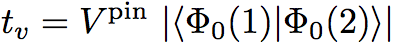 t_v = V^pin |⟨Φ_0(1)|Φ_0(2)⟩|